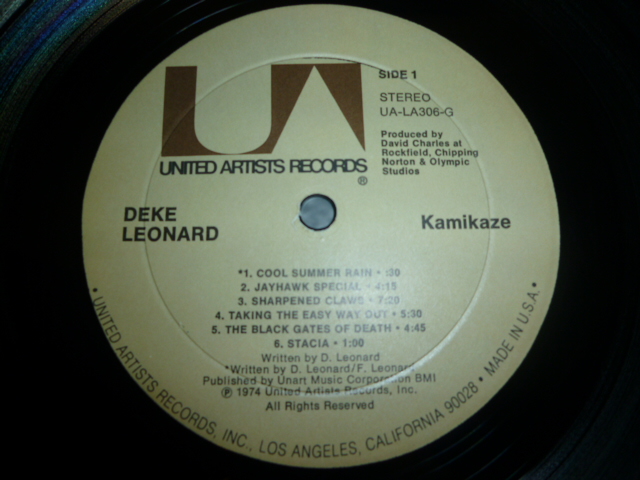 UA
UNITED ARTISTS RECORDS
®
SIDE 1
STEREO
UA-LA306-G
Produced by
David Charles at
Rockfield, Chipping
Norton & Olympic
Studios
DEKE
LEONARD
Kamikaze
*1. COOL SUMMER RAIN • :30
2. JAYHAWK SPECIAL • 4:15
3. SHARPENED CLAWS • 7:20
4. TAKING THE EASY WAY OUT • 5:30
5. THE BLACK GATES OF DEATH • 4:45
6. STACIA • 1:00
Written by D. Leonard
*Written by D. Leonard/F. Leonard
Published by Unart Music Corporation BMI
℗ 1974 United Artists Records, Inc.
All Rights Reserved
• UNITED ARTISTS RECORDS, INC., LOS ANGELES, CALIFORNIA 90028 • MADE IN U.S.A. •